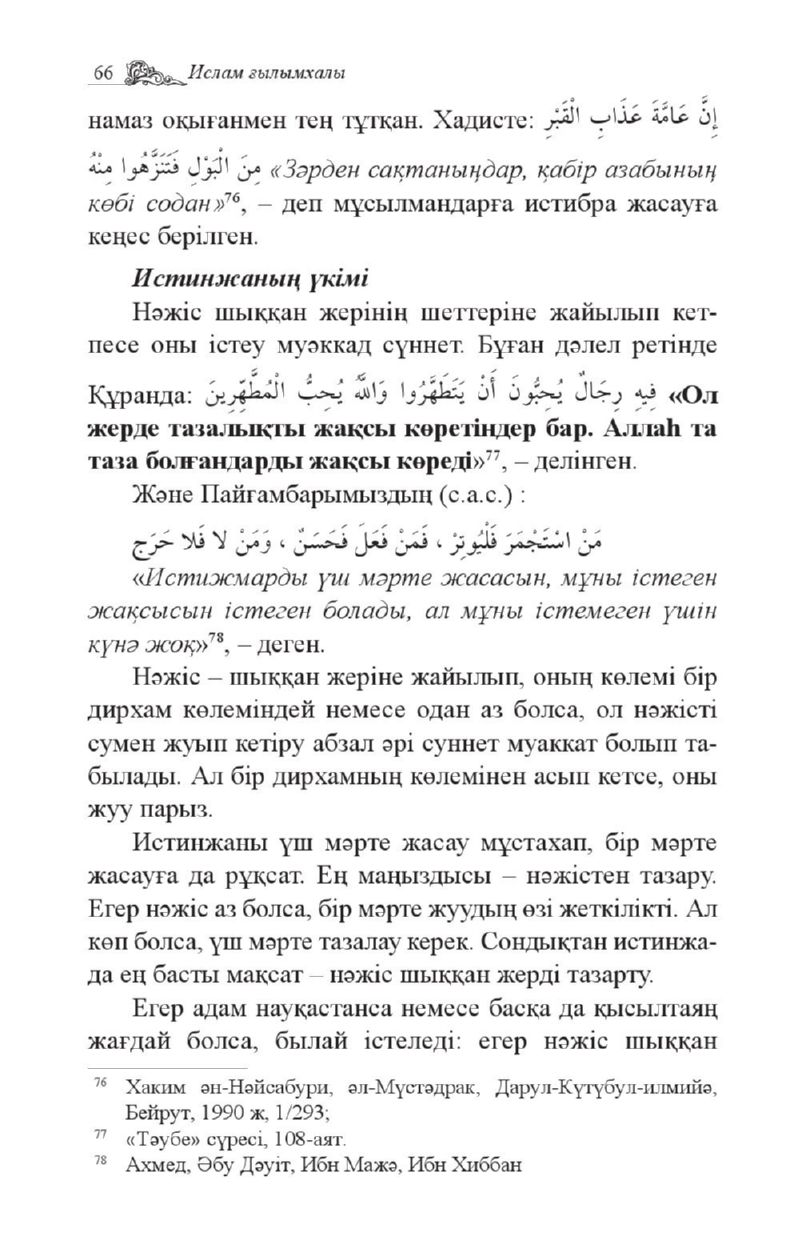 66 Ислам ғылымхалы
намаз оқығанмен тең тұтқан. Хадисте: إِنَّ عَامَّةَ عَذَابِ الْقَبْرِ
مِنَ الْبَوْلِ فَتَنَزَّهُوا مِنْهُ «Зәрден сақтаныңдар, қабір азабының
көбі содан»⁷⁶, – деп мұсылмандарға истибра жасауға
кеңес берілген.
Истинжаның үкімі
Нәжіс шыққан жерінің шеттеріне жайылып кет-
песе оны істеу муәккад сүннет. Бұған дәлел ретінде
Құранда: فِيهِ رِجَالٌ يُحِبُّونَ أَنْ يَتَطَهَّرُوا وَاللَّهُ يُحِبُّ الْمُطَّهِّرِينَ «Ол
жерде тазалықты жақсы көретіндер бар. Аллаһ та
таза болғандарды жақсы көреді»⁷⁷, – делінген.
Және Пайғамбарымыздың (с.а.с.) :
مَنْ اسْتَجْمَرَ فَلْيُوتِرْ ، فَمَنْ فَعَلَ فَحَسَنٌ ، وَمَنْ لا فَلا حَرَج
«Истижмарды үш мәрте жасасын, мұны істеген
жақсысын істеген болады, ал мұны істемеген үшін
күнә жоқ»⁷⁸, – деген.
Нәжіс – шыққан жеріне жайылып, оның көлемі бір
дирхам көлеміндей немесе одан аз болса, ол нәжісті
сумен жуып кетіру абзал әрі суннет муаккат болып та-
былады. Ал бір дирхамның көлемінен асып кетсе, оны
жуу парыз.
Истинжаны үш мәрте жасау мұстахап, бір мәрте
жасауға да рұқсат. Ең маңыздысы – нәжістен тазару.
Егер нәжіс аз болса, бір мәрте жуудың өзі жеткілікті. Ал
көп болса, үш мәрте тазалау керек. Сондықтан истинжа-
да ең басты мақсат – нәжіс шыққан жерді тазарту.
Егер адам науқастанса немесе басқа да қысылтаяң
жағдай болса, былай істеледі: егер нәжіс шыққан
⁷⁶ Хаким ән-Нәйсабури, әл-Мүстәдрак, Дарул-Күтүбул-илмийә,
Бейрут, 1990 ж, 1/293;
⁷⁷ «Тәубе» сүресі, 108-аят.
⁷⁸ Ахмед, Әбу Дәуіт, Ибн Мажә, Ибн Хиббан